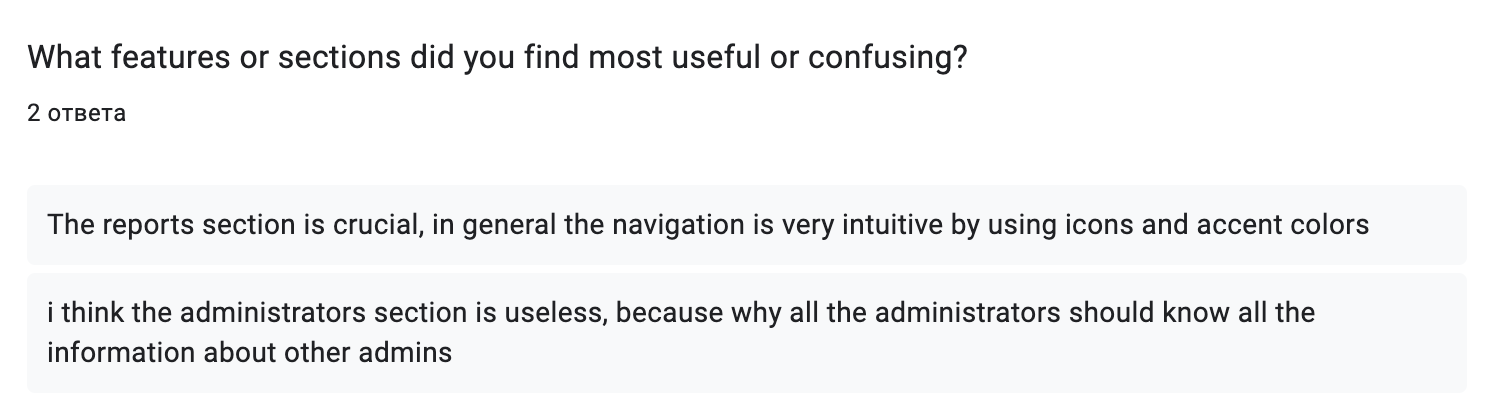 What features or sections did you find most useful or confusing?
2 ответа
The reports section is crucial, in general the navigation is very intuitive by using icons and accent colors
i think the administrators section is useless, because why all the administrators should know all the
information about other admins